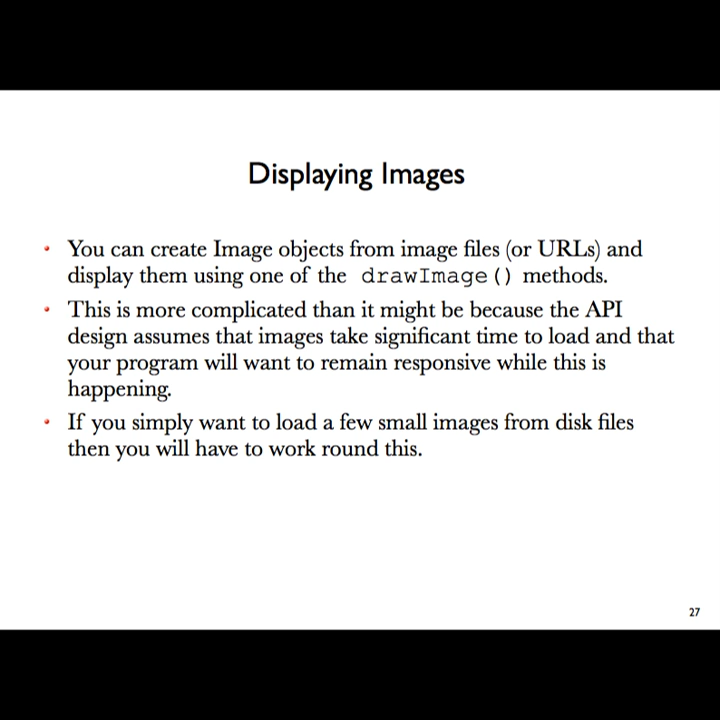 Displaying Images
• You can create Image objects from image files (or URLs) and
display them using one of the drawImage() methods.
• This is more complicated than it might be because the API
design assumes that images take significant time to load and that
your program will want to remain responsive while this is
happening.
• If you simply want to load a few small images from disk files
then you will have to work round this.
27